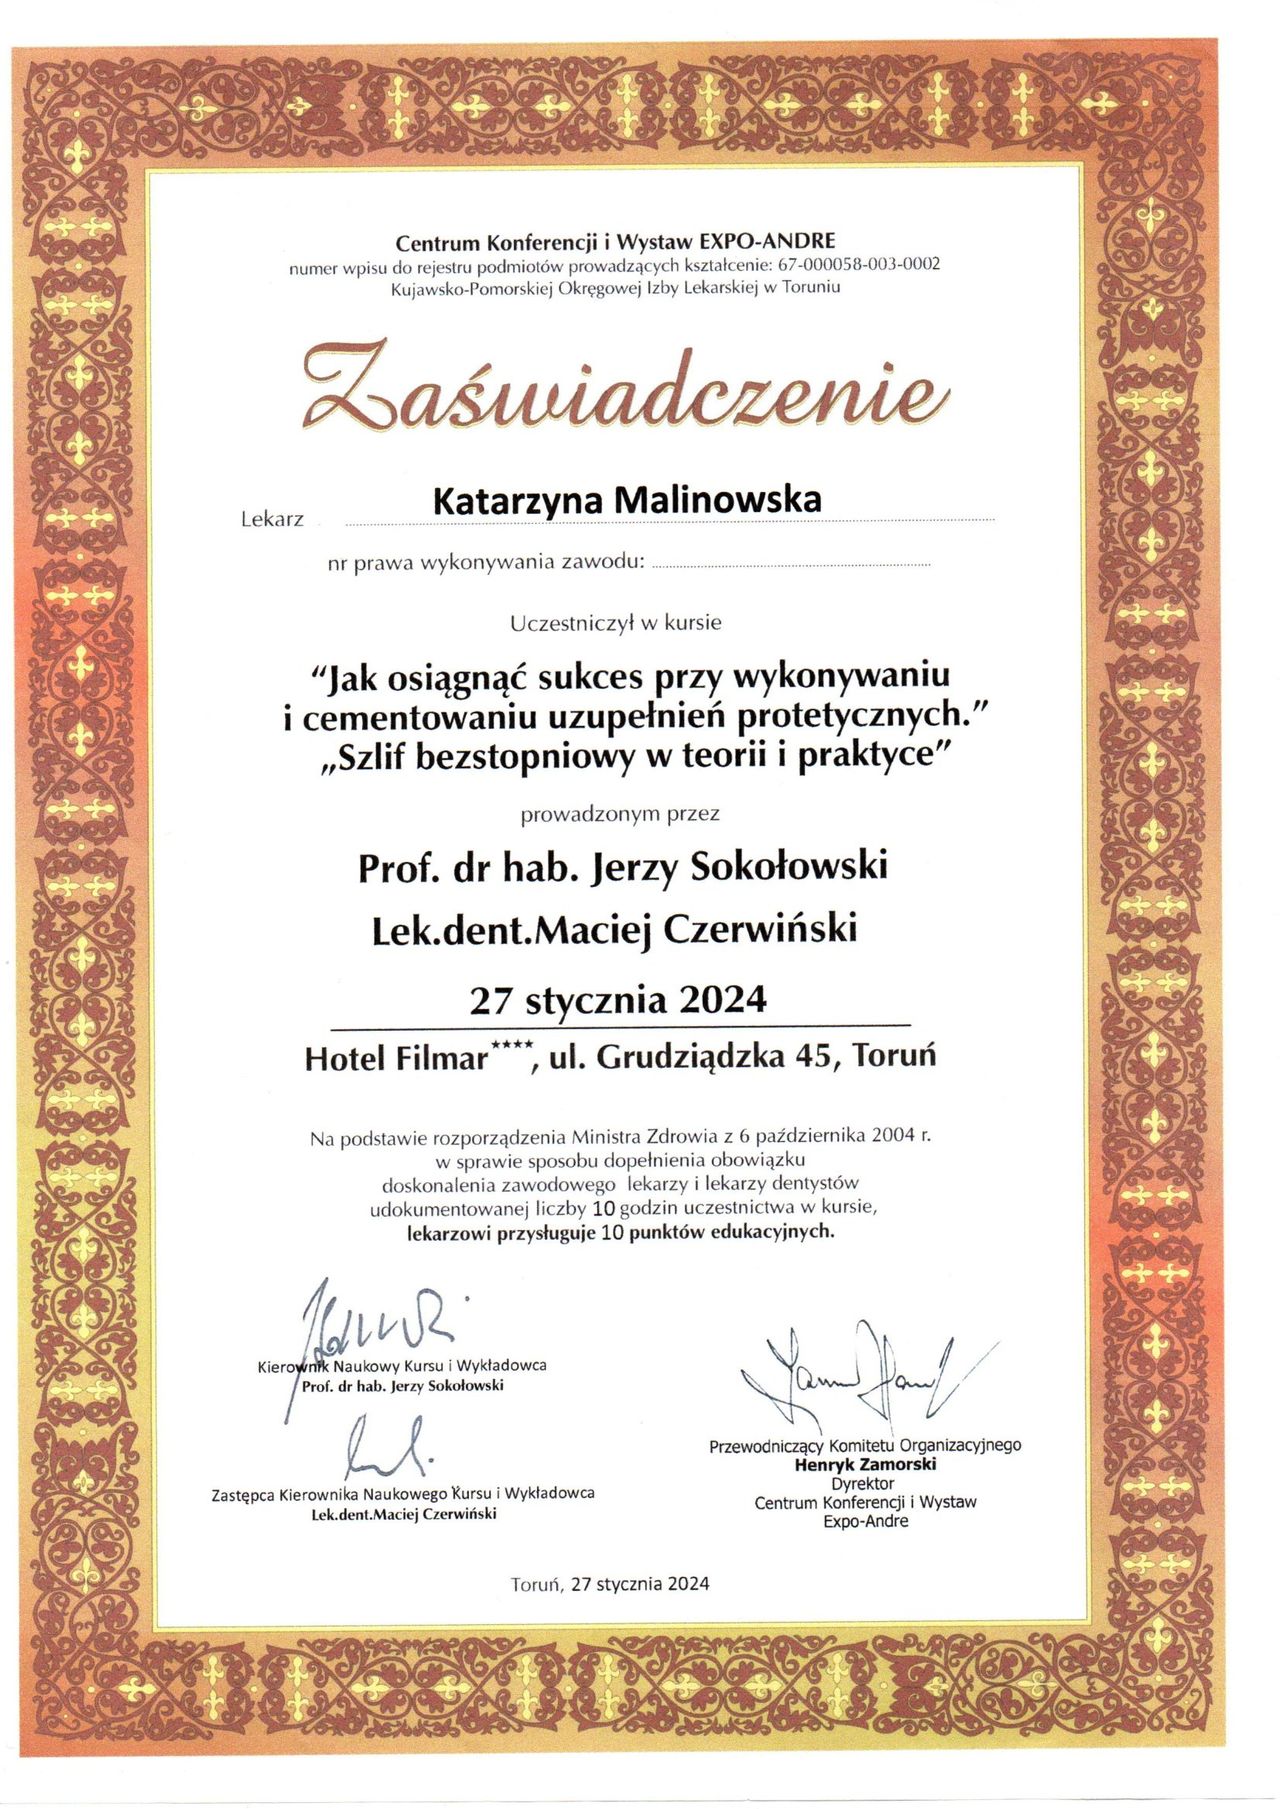 Centrum Konferencji i Wystaw EXPO-ANDRE
numer wpisu do rejestru podmiotów prowadzących kształcenie: 67-000058-003-0002
Kujawsko-Pomorskiej Okręgowej Izby Lekarskiej w Toruniu
Zaświadczenie
Lekarz Katarzyna Malinowska
nr prawa wykonywania zawodu:
Uczestniczył w kursie
“Jak osiągnąć sukces przy wykonywaniu
i cementowaniu uzupełnień protetycznych.”
„Szlif bezstopniowy w teorii i praktyce”
prowadzonym przez
Prof. dr hab. Jerzy Sokołowski
Lek.dent.Maciej Czerwiński
27 stycznia 2024
Hotel Filmar****, ul. Grudziądzka 45, Toruń
Na podstawie rozporządzenia Ministra Zdrowia z 6 października 2004 r.
w sprawie sposobu dopełnienia obowiązku
doskonalenia zawodowego lekarzy i lekarzy dentystów
udokumentowanej liczby 10 godzin uczestnictwa w kursie,
lekarzowi przysługuje 10 punktów edukacyjnych.
Kierownik Naukowy Kursu i Wykładowca
Prof. dr hab. Jerzy Sokołowski
Zastępca Kierownika Naukowego Kursu i Wykładowca
Lek.dent.Maciej Czerwiński
Przewodniczący Komitetu Organizacyjnego
Henryk Zamorski
Dyrektor
Centrum Konferencji i Wystaw
Expo-Andre
Toruń, 27 stycznia 2024